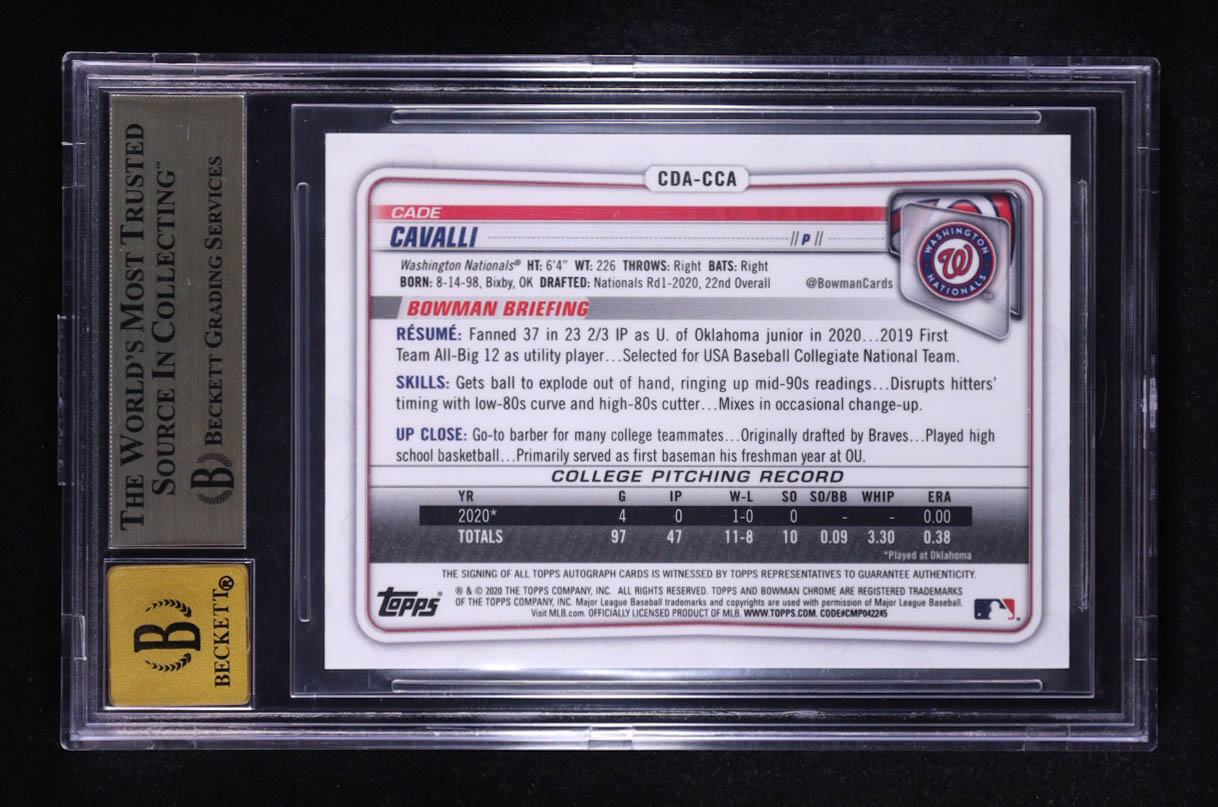 THE WORLD'S MOST TRUSTED
SOURCE IN COLLECTING™
B BECKETT GRADING SERVICES
B
BECKETT®
CDA-CCA
CADE
CAVALLI // P //
Washington Nationals® HT: 6'4" WT: 226 THROWS: Right BATS: Right
BORN: 8-14-98, Bixby, OK DRAFTED: Nationals Rd1-2020, 22nd Overall
@BowmanCards
WASHINGTON
W
NATIONALS™
BOWMAN BRIEFING
RÉSUMÉ: Fanned 37 in 23 2/3 IP as U. of Oklahoma junior in 2020...2019 First
Team All-Big 12 as utility player...Selected for USA Baseball Collegiate National Team.
SKILLS: Gets ball to explode out of hand, ringing up mid-90s readings...Disrupts hitters'
timing with low-80s curve and high-80s cutter...Mixes in occasional change-up.
UP CLOSE: Go-to barber for many college teammates...Originally drafted by Braves...Played high
school basketball...Primarily served as first baseman his freshman year at OU.
COLLEGE PITCHING RECORD
YR G IP W-L SO SO/BB WHIP ERA
2020* 4 0 1-0 0 - - 0.00
TOTALS 97 47 11-8 10 0.09 3.30 0.38
*Played at Oklahoma
THE SIGNING OF ALL TOPPS AUTOGRAPH CARDS IS WITNESSED BY TOPPS REPRESENTATIVES TO GUARANTEE AUTHENTICITY.
topps®
® & © 2020 THE TOPPS COMPANY, INC. ALL RIGHTS RESERVED. TOPPS AND BOWMAN CHROME ARE REGISTERED TRADEMARKS
OF THE TOPPS COMPANY, INC. Major League Baseball trademarks and copyrights are used with permission of Major League Baseball.
Visit MLB.com. OFFICIALLY LICENSED PRODUCT OF MLB. WWW.TOPPS.COM. CODE#CMP042245